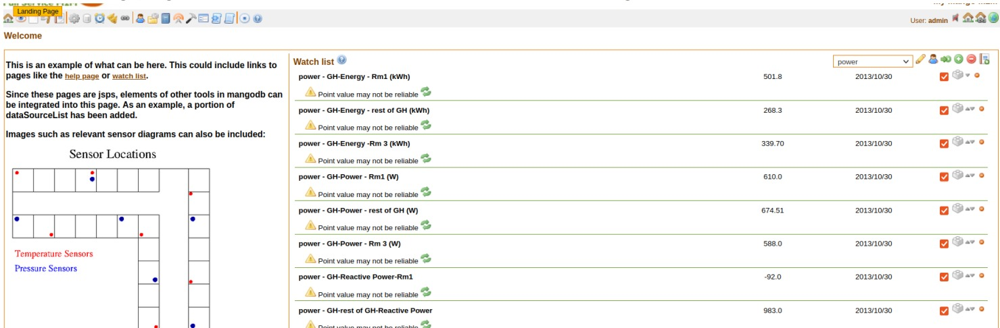 Landing Page
User: admin
Welcome
This is an example of what can be here. This could include links to
pages like the help page or watch list.
Since these pages are jsps, elements of other tools in mangodb can
be integrated into this page. As an example, a portion of
dataSourceList has been added.
Images such as relevant sensor diagrams can also be included:
Sensor Locations
Temperature Sensors
Pressure Sensors
Watch list
power
power - GH-Energy - Rm1 (kWh) 501.8 2013/10/30
Point value may not be reliable
power - GH-Energy - rest of GH (kWh) 268.3 2013/10/30
Point value may not be reliable
power - GH-Energy -Rm 3 (kWh) 339.70 2013/10/30
Point value may not be reliable
power - GH-Power - Rm1 (W) 610.0 2013/10/30
Point value may not be reliable
power - GH-Power - rest of GH (W) 674.51 2013/10/30
Point value may not be reliable
power - GH-Power - Rm 3 (W) 588.0 2013/10/30
Point value may not be reliable
power - GH-Reactive Power-Rm1 -92.0 2013/10/30
Point value may not be reliable
power - GH-rest of GH-Reactive Power 983.0 2013/10/30
Point value may not be reliable